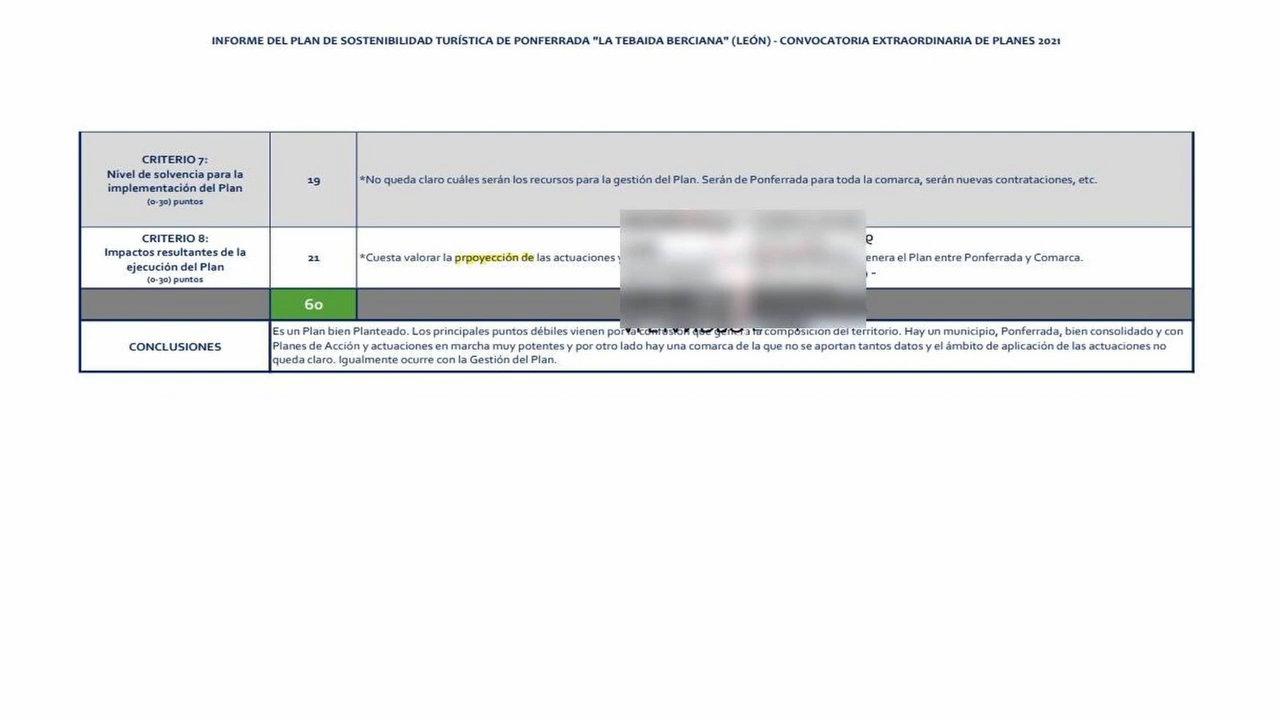 INFORME DEL PLAN DE SOSTENIBILIDAD TURÍSTICA DE PONFERRADA "LA TEBAIDA BERCIANA" (LEÓN) - CONVOCATORIA EXTRAORDINARIA DE PLANES 2021
CRITERIO 7:
Nivel de solvencia para la
implementación del Plan
(0-30) puntos
19
*No queda claro cuáles serán los recursos para la gestión del Plan. Serán de Ponferrada para toda la comarca, serán nuevas contrataciones, etc.
CRITERIO 8:
Impactos resultantes de la
ejecución del Plan
(0-30) puntos
21
*Cuesta valorar la prpoyección de las actuaciones el Plan entre Ponferrada y Comarca.
60
CONCLUSIONES
Es un Plan bien Planteado. Los principales puntos débiles vienen por la confusión que genera la composición del territorio. Hay un municipio, Ponferrada, bien consolidado y con
Planes de Acción y actuaciones en marcha muy potentes y por otro lado hay una comarca de la que no se aportan tantos datos y el ámbito de aplicación de las actuaciones no
queda claro. Igualmente ocurre con la Gestión del Plan.